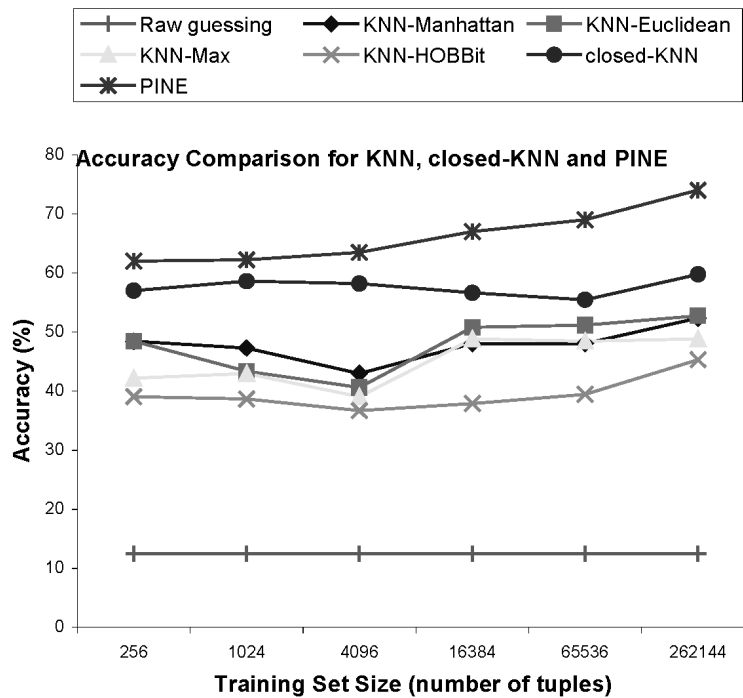 Raw guessing KNN-Manhattan KNN-Euclidean
KNN-Max KNN-HOBBit closed-KNN
PINE
Accuracy Comparison for KNN, closed-KNN and PINE
80
70
60
50
40
30
20
10
0
Accuracy (%)
256 1024 4096 16384 65536 262144
Training Set Size (number of tuples)